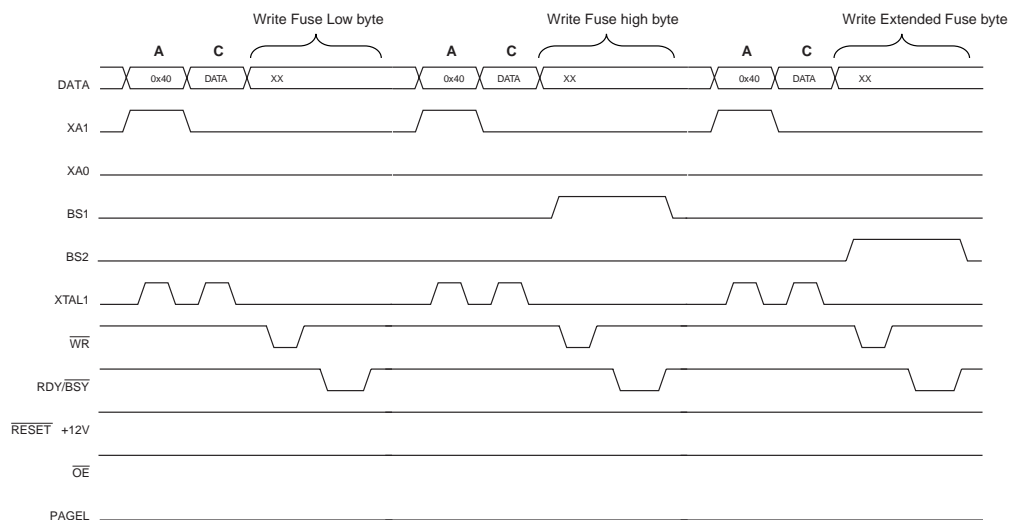 Write Fuse Low byte Write Fuse high byte Write Extended Fuse byte
A C A C A C
DATA 0x40 DATA XX 0x40 DATA XX 0x40 DATA XX
XA1
XA0
BS1
BS2
XTAL1
WR
RDY/BSY
RESET +12V
OE
PAGEL